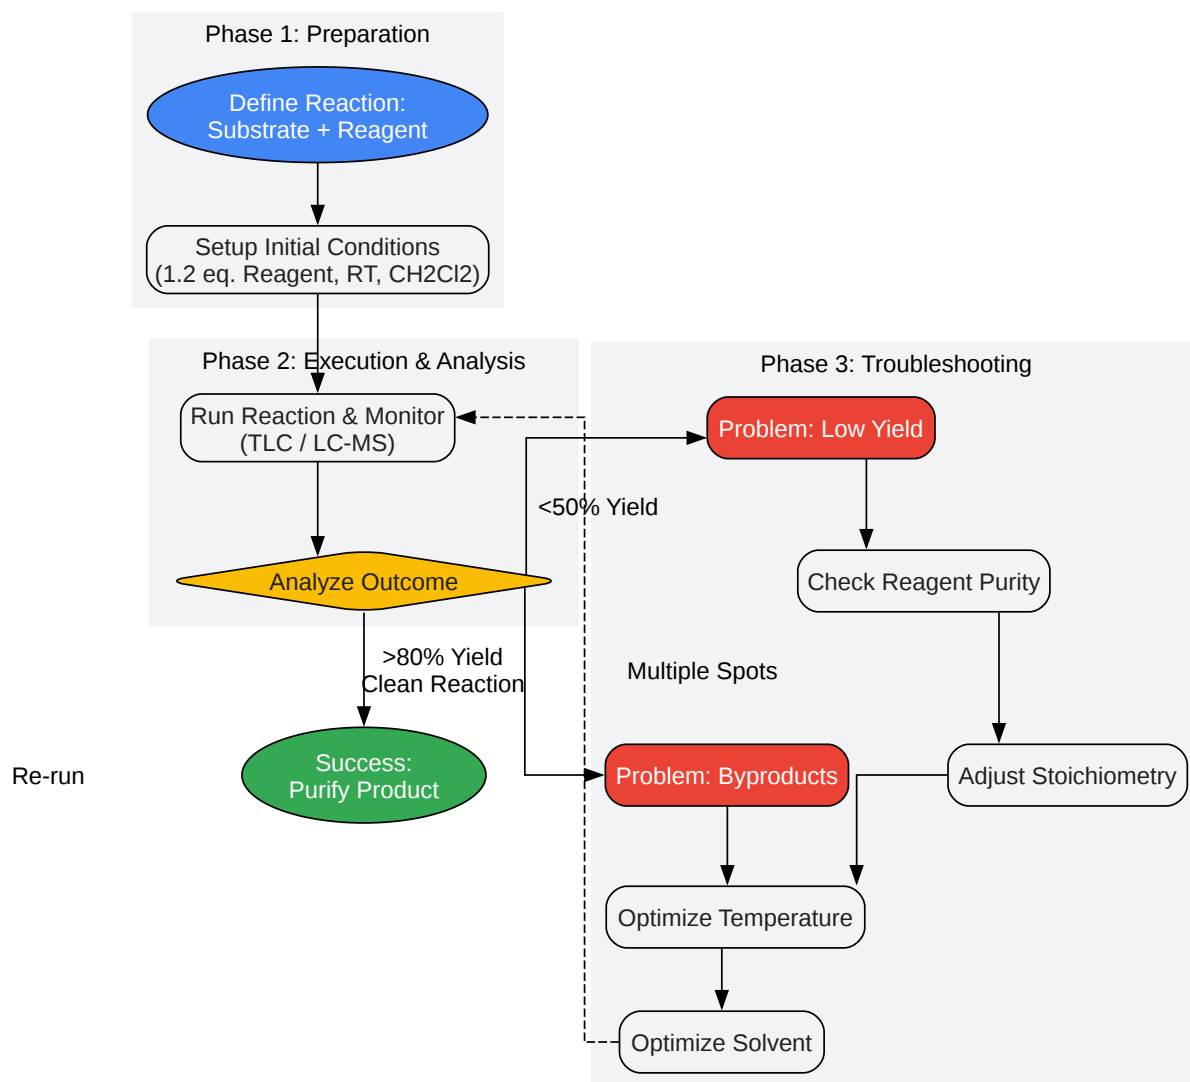 Phase 1: Preparation
Define Reaction:
Substrate + Reagent
Setup Initial Conditions
(1.2 eq. Reagent, RT, CH2Cl2)
Phase 2: Execution & Analysis
Run Reaction & Monitor
(TLC / LC-MS)
Analyze Outcome
>80% Yield
Clean Reaction
Success:
Purify Product
Re-run
Phase 3: Troubleshooting
Problem: Low Yield
<50% Yield
Check Reagent Purity
Multiple Spots
Problem: Byproducts
Adjust Stoichiometry
Optimize Temperature
Optimize Solvent